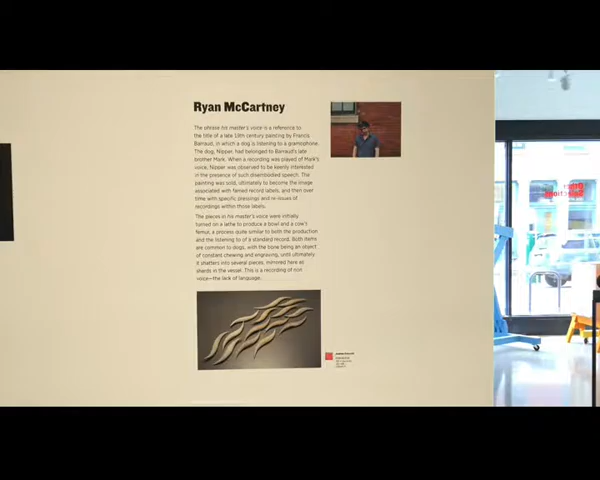 Ryan McCartney
The phrase his master's voice is a reference to
the title of a late 19th century painting by Francis
Barraud, in which a dog is listening to a gramophone.
The dog, Nipper, had belonged to Barraud's late
brother Mark. When a recording was played of Mark's
voice, Nipper was observed to be keenly interested
in the presence of such disembodied speech. The
painting was sold, ultimately to become the image
associated with famed record labels, and then over
time with specific pressings and re-issues of
recordings within those labels.
The pieces in his master's voice were initially
turned on a lathe to produce a bowl and a cow's
femur, a process quite similar to both the production
and the listening to of a standard record. Both items
are common to dogs, with the bone being an object
of constant chewing and engraving, until ultimately
it shatters into several pieces, mirrored here as
shards in the vessel. This is a recording of non
voice—the lack of language.